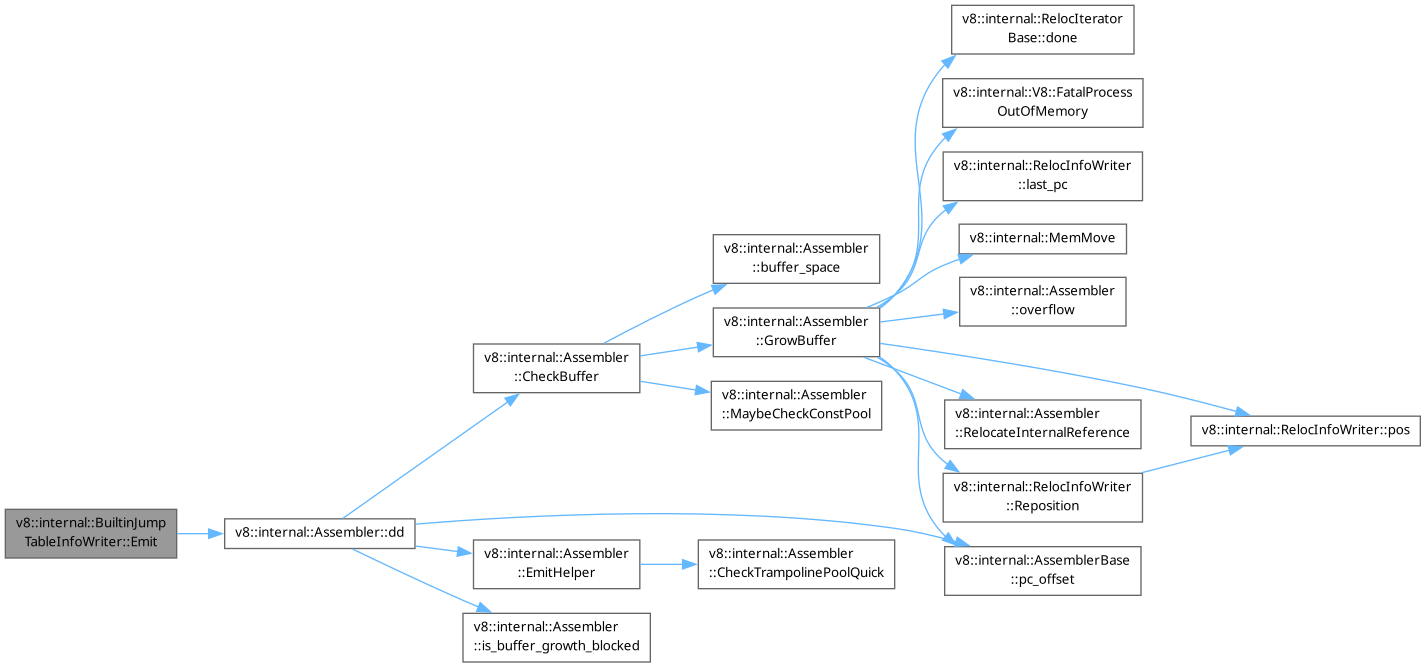 v8::internal::RelocIterator
Base::done
v8::internal::V8::FatalProcess
OutOfMemory
v8::internal::RelocInfoWriter
::last_pc
v8::internal::MemMove
v8::internal::Assembler
::buffer_space
v8::internal::Assembler
::overflow
v8::internal::Assembler
::GrowBuffer
v8::internal::Assembler
::CheckBuffer
v8::internal::Assembler
::MaybeCheckConstPool
v8::internal::Assembler
::RelocateInternalReference
v8::internal::RelocInfoWriter::pos
v8::internal::RelocInfoWriter
::Reposition
v8::internal::BuiltinJump
TableInfoWriter::Emit
v8::internal::Assembler::dd
v8::internal::Assembler
::EmitHelper
v8::internal::Assembler
::CheckTrampolinePoolQuick
v8::internal::AssemblerBase
::pc_offset
v8::internal::Assembler
::is_buffer_growth_blocked